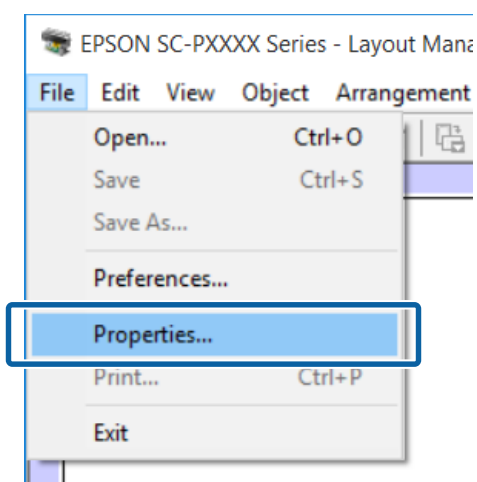 EPSON SC-PXXXX Series - Layout Mana
File Edit View Object Arrangement
Open... Ctrl+O
Save Ctrl+S
Save As...
Preferences...
Properties...
Print... Ctrl+P
Exit